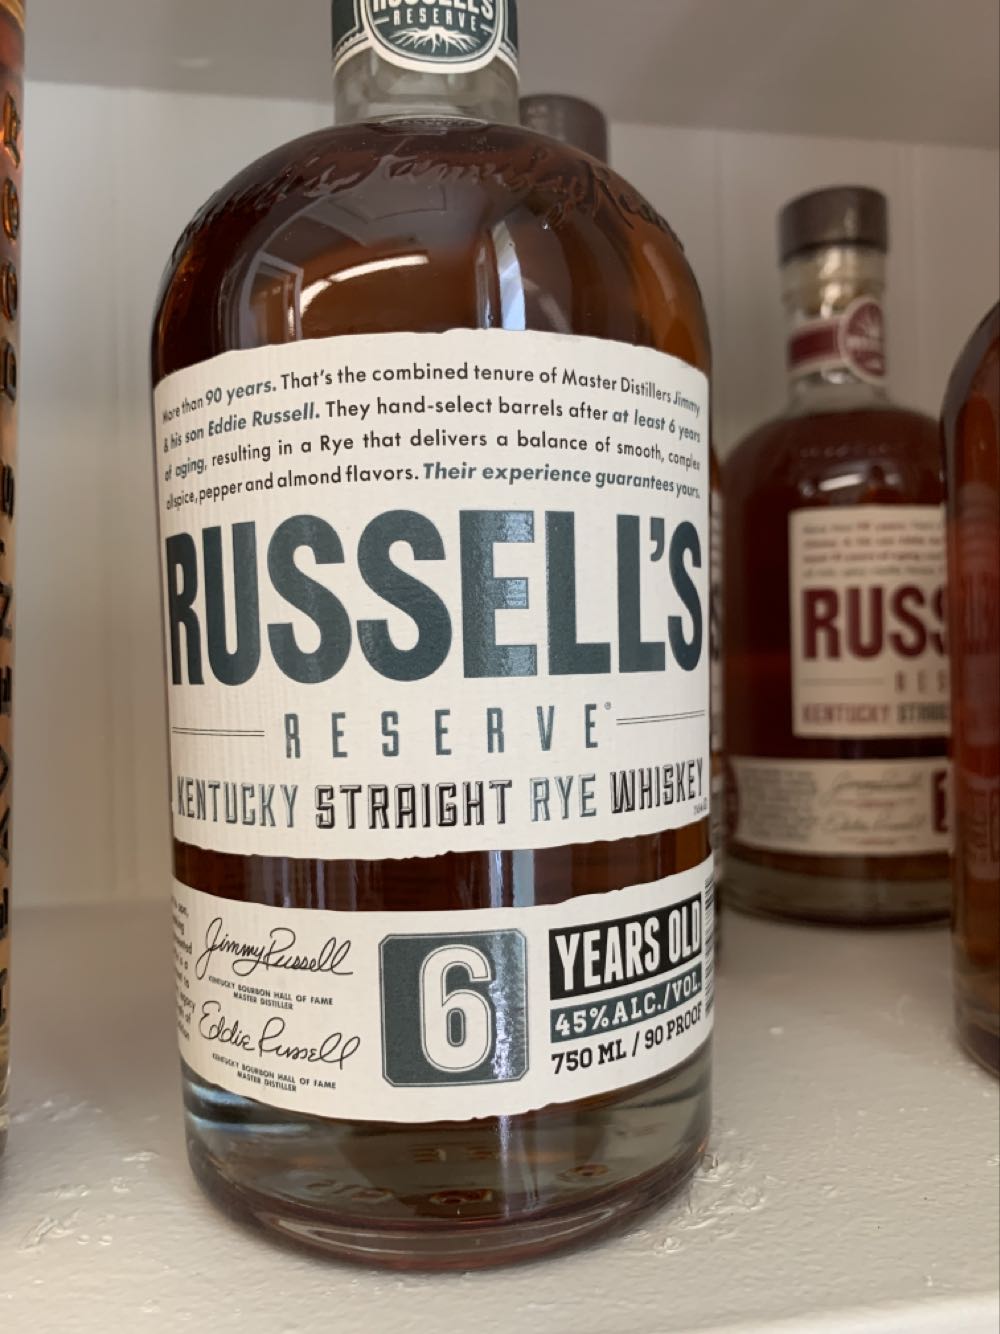 RUSSELL'S
RESERVE
More than 90 years. That's the combined tenure of Master Distillers Jimmy
& his son Eddie Russell. They hand-select barrels after at least 6 years
of aging, resulting in a Rye that delivers a balance of smooth, complex
allspice, pepper and almond flavors. Their experience guarantees yours.
RUSSELL'S
RESERVE®
KENTUCKY STRAIGHT RYE WHISKEY
Jimmy Russell
KENTUCKY BOURBON HALL OF FAME
MASTER DISTILLER
Eddie Russell
KENTUCKY BOURBON HALL OF FAME
MASTER DISTILLER
6
YEARS OLD
45% ALC./VOL.
750 ML / 90 PROOF
RUSS
RES
KENTUCKY